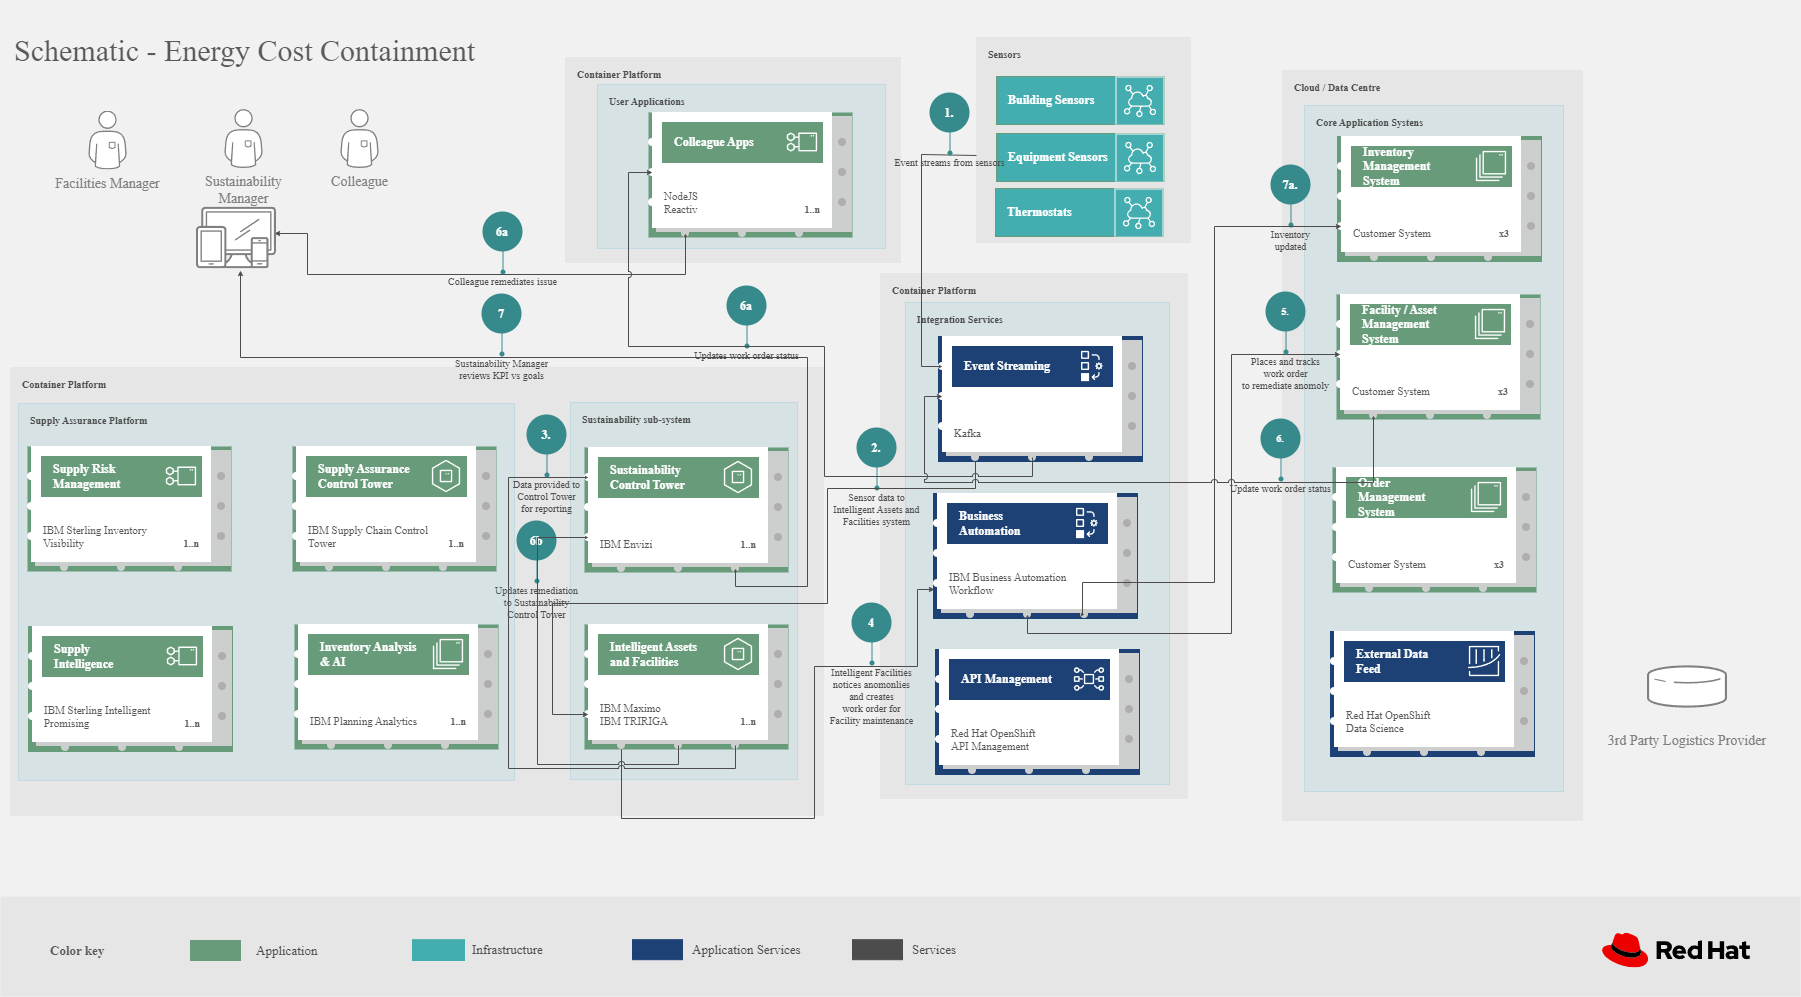 Schematic - Energy Cost Containment
Facilities Manager
Sustainability
Manager
Colleague
Container Platform
User Applications
Colleague Apps
NodeJS
Reactiv
1..n
Sensors
Building Sensors
Equipment Sensors
Thermostats
1.
Event streams from sensors
6a
Colleague remediates issue
7
Sustainability Manager
reviews KPI vs goals
6a
Updates work order status
Container Platform
Supply Assurance Platform
Supply Risk
Management
IBM Sterling Inventory
Visibility
1..n
Supply Assurance
Control Tower
IBM Supply Chain Control
Tower
1..n
Supply
Intelligence
IBM Sterling Intelligent
Promising
1..n
Inventory Analysis
& AI
IBM Planning Analytics
1..n
3.
Data provided to
Control Tower
for reporting
6b
Updates remediation
to Sustainability
Control Tower
Sustainability sub-system
Sustainability
Control Tower
IBM Envizi
1..n
Intelligent Assets
and Facilities
IBM Maximo
IBM TRIRIGA
1..n
2.
Sensor data to
Intelligent Assets and
Facilities system
4
Intelligent Facilities
notices anomonlies
and creates
work order for
Facility maintenance
Container Platform
Integration Services
Event Streaming
Kafka
Business
Automation
IBM Business Automation
Workflow
API Management
Red Hat OpenShift
API Management
7a.
Inventory
updated
5.
Places and tracks
work order
to remediate anomoly
6.
Update work order status
Cloud / Data Centre
Core Application Systens
Inventory
Management
System
Customer System
x3
Facility / Asset
Management
System
Customer System
x3
Order
Management
System
Customer System
x3
External Data
Feed
Red Hat OpenShift
Data Science
3rd Party Logistics Provider
Color key
Application
Infrastructure
Application Services
Services
Red Hat